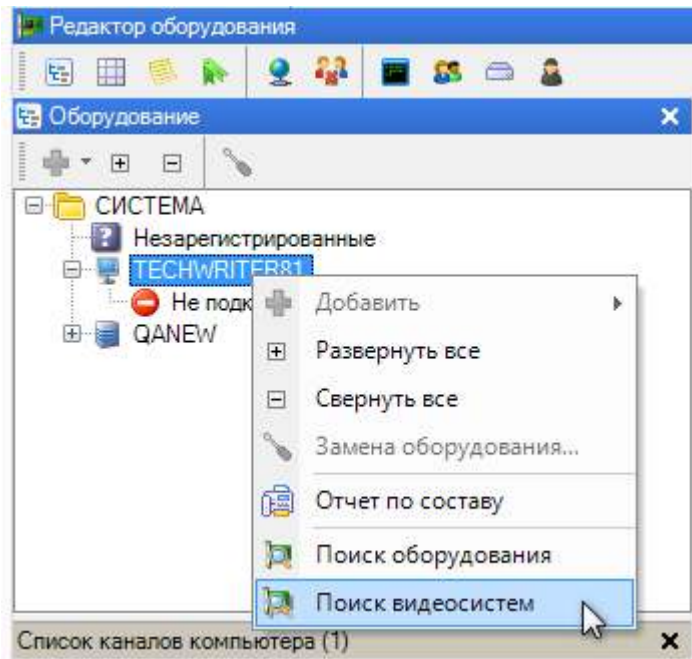 Редактор оборудования
Оборудование
СИСТЕМА
Незарегистрированные
TECHWRITER81
Не подк
QANEW
Добавить
Развернуть все
Свернуть все
Замена оборудования...
Отчет по составу
Поиск оборудования
Поиск видеосистем
Список каналов компьютера (1)